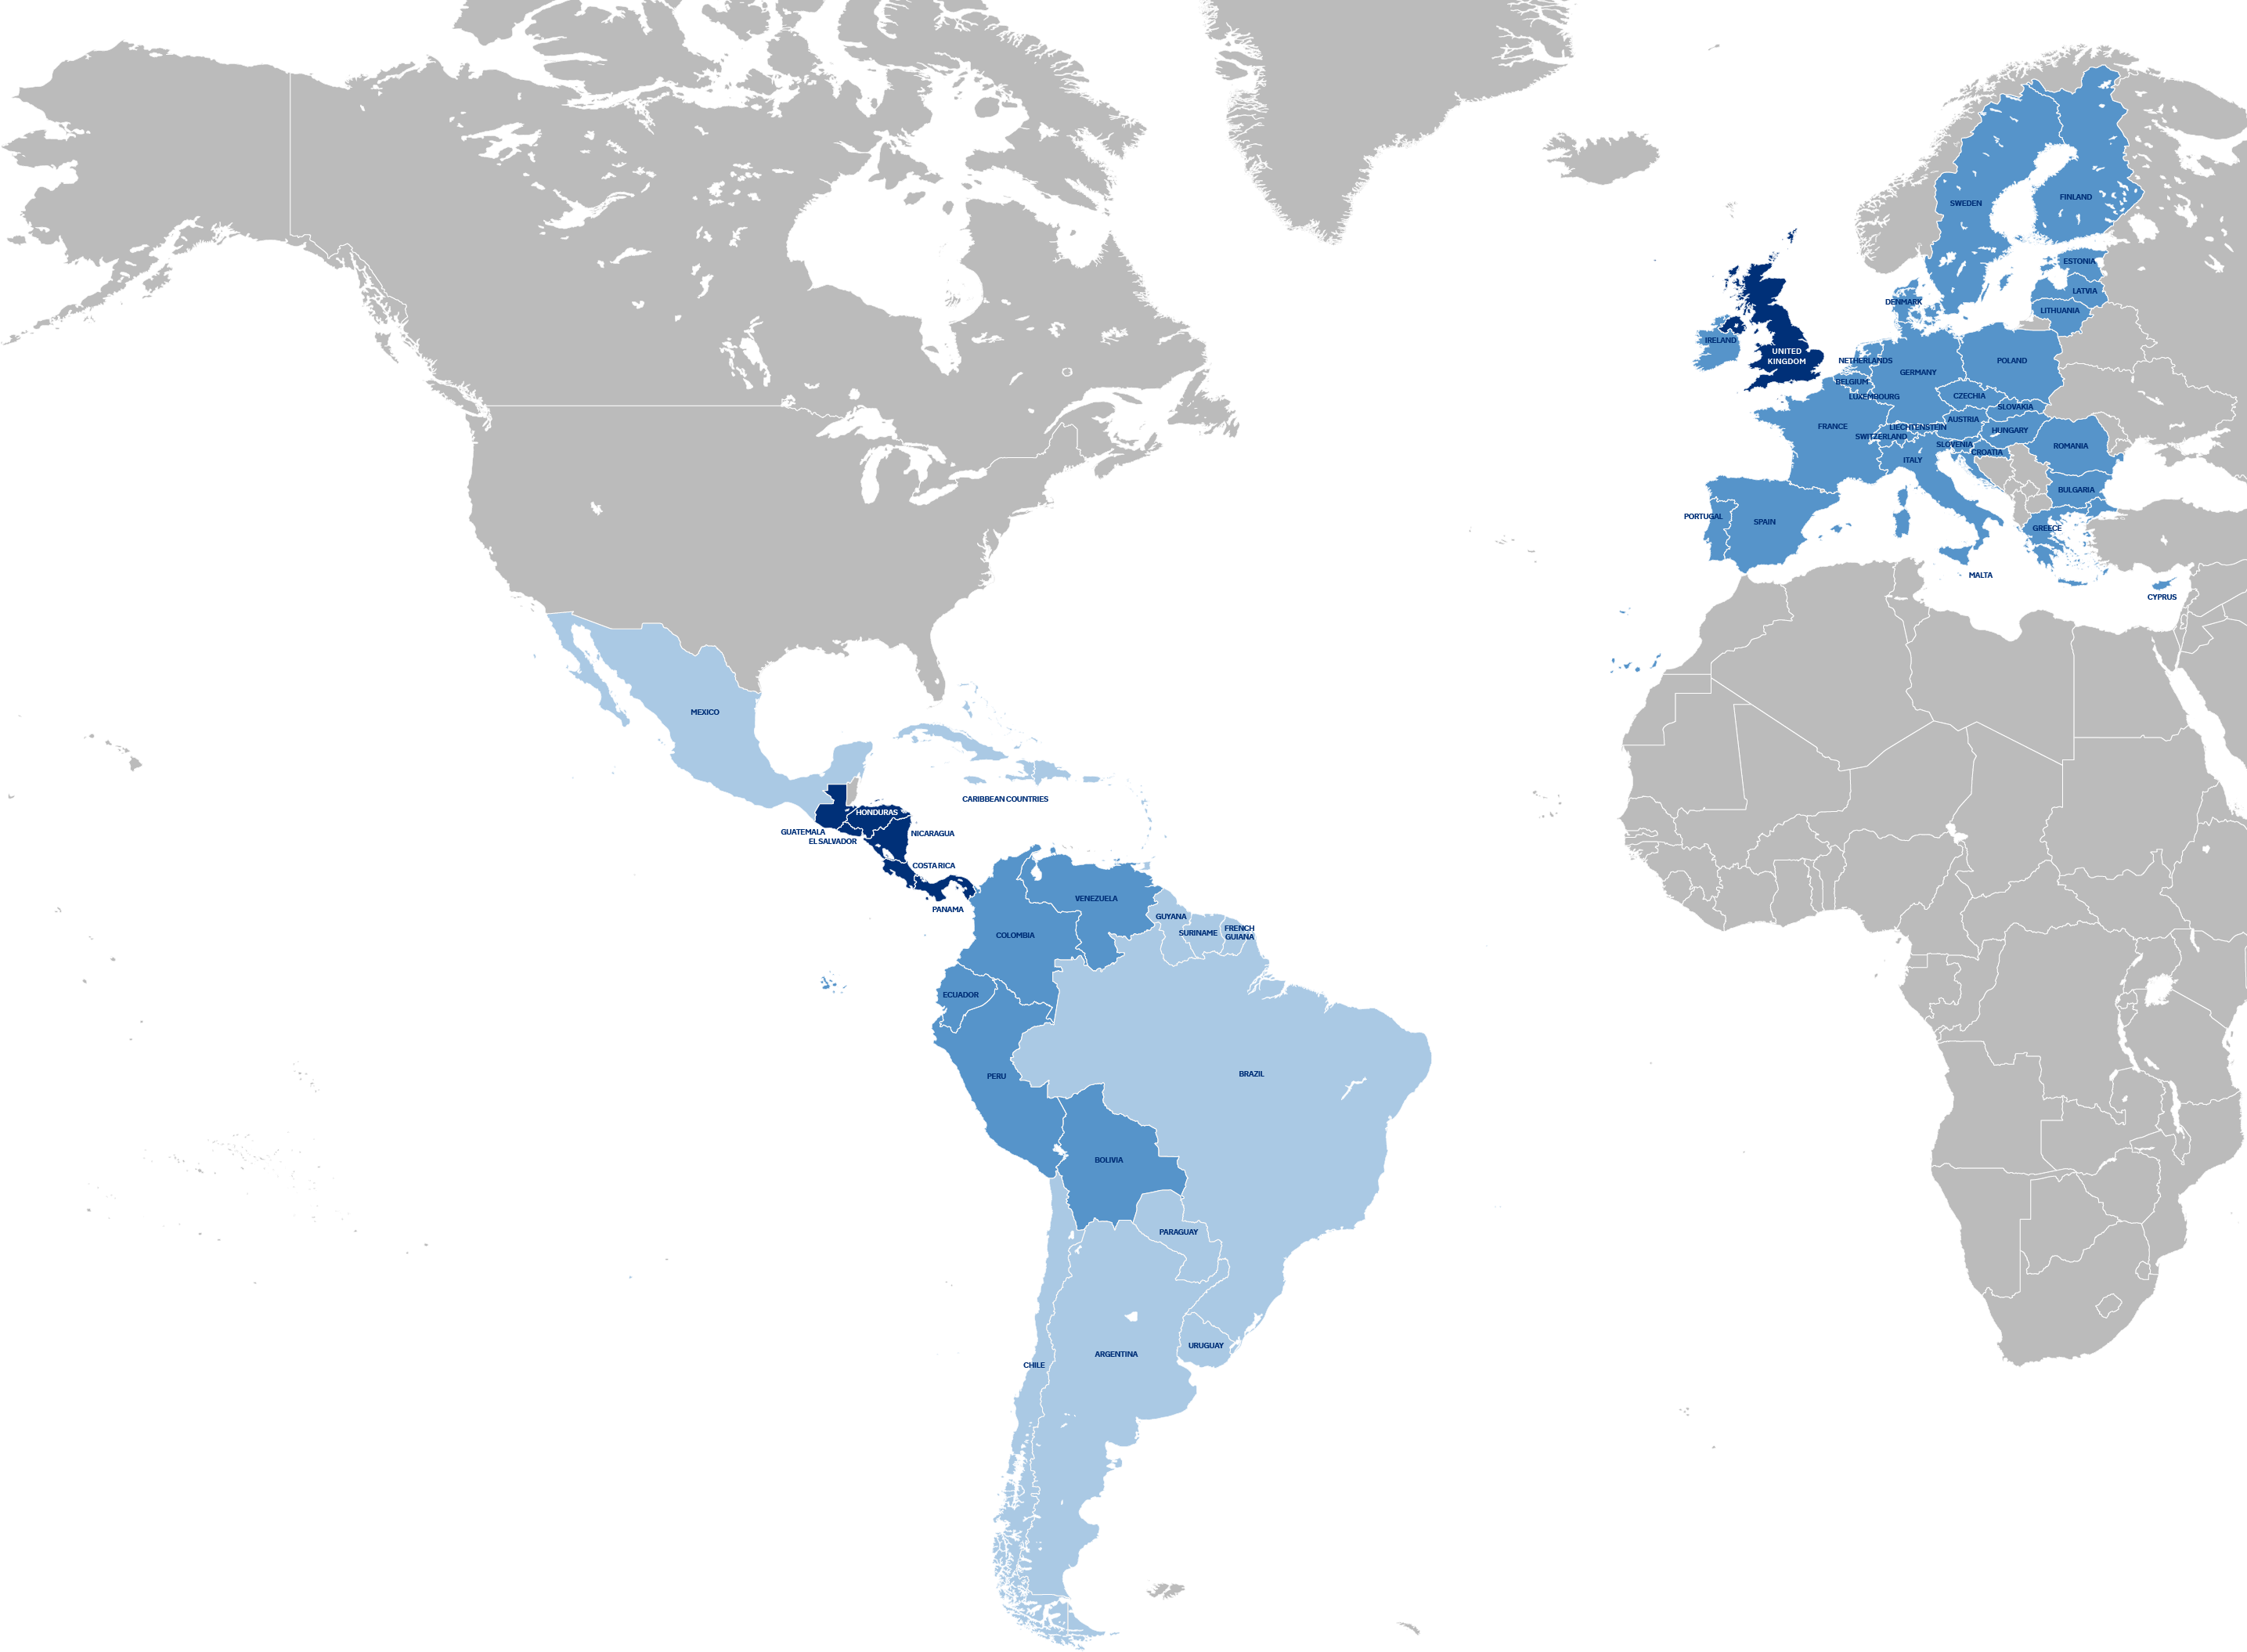 SWEDEN
FINLAND
ESTONIA
LATVIA
DENMARK
LITHUANIA
IRELAND
UNITED
KINGDOM
NETHERLANDS
POLAND
GERMANY
BELGIUM
LUXEMBOURG
CZECHIA
SLOVAKIA
AUSTRIA
FRANCE
LIECHTENSTEIN
HUNGARY
SWITZERLAND
SLOVENIA
ROMANIA
CROATIA
ITALY
BULGARIA
PORTUGAL
SPAIN
GREECE
MALTA
CYPRUS
MEXICO
CARIBBEAN COUNTRIES
HONDURAS
GUATEMALA
NICARAGUA
EL SALVADOR
COSTA RICA
PANAMA
VENEZUELA
GUYANA
COLOMBIA
SURINAME
FRENCH
GUIANA
ECUADOR
PERU
BRAZIL
BOLIVIA
PARAGUAY
URUGUAY
ARGENTINA
CHILE